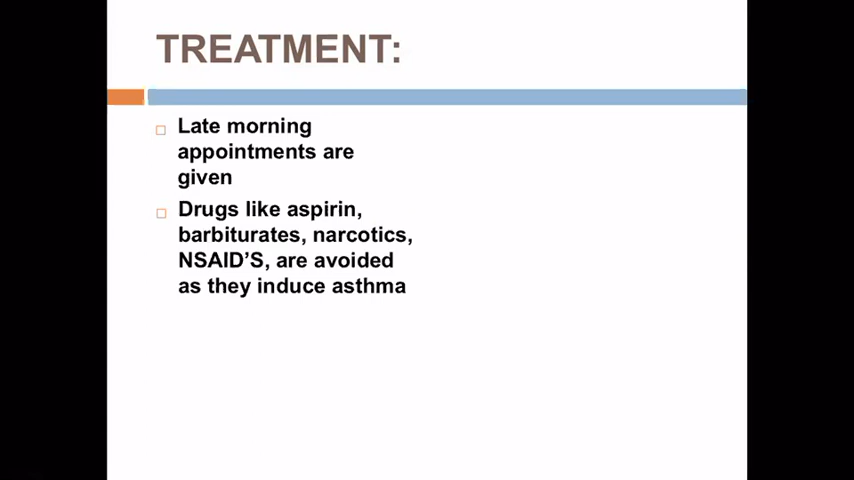 TREATMENT:
Late morning
appointments are
given
Drugs like aspirin,
barbiturates, narcotics,
NSAID'S, are avoided
as they induce asthma